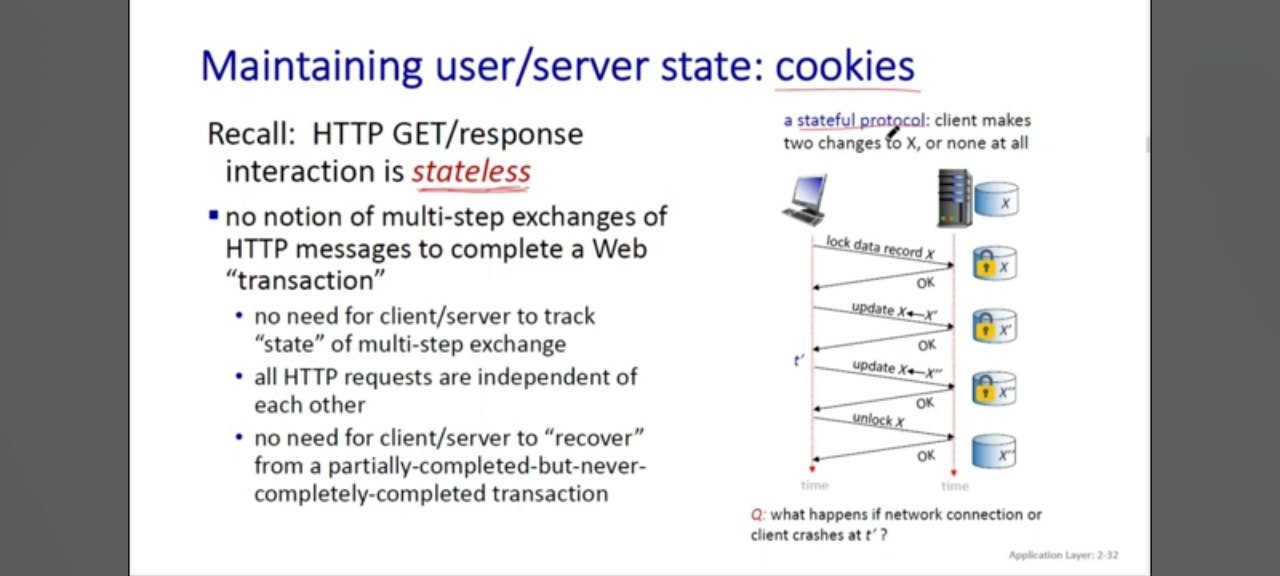 Maintaining user/server state: cookies
Recall: HTTP GET/response
interaction is stateless
▪ no notion of multi-step exchanges of
HTTP messages to complete a Web
“transaction”
• no need for client/server to track
“state” of multi-step exchange
• all HTTP requests are independent of
each other
• no need for client/server to “recover”
from a partially-completed-but-never-
completely-completed transaction
a stateful protocol: client makes
two changes to X, or none at all
X
lock data record X
X
OK
update X←X’
X’
OK
t’
update X←X’’
X’’
OK
unlock X
OK
X’’
time
time
Q: what happens if network connection or
client crashes at t’ ?
Application Layer: 2-32